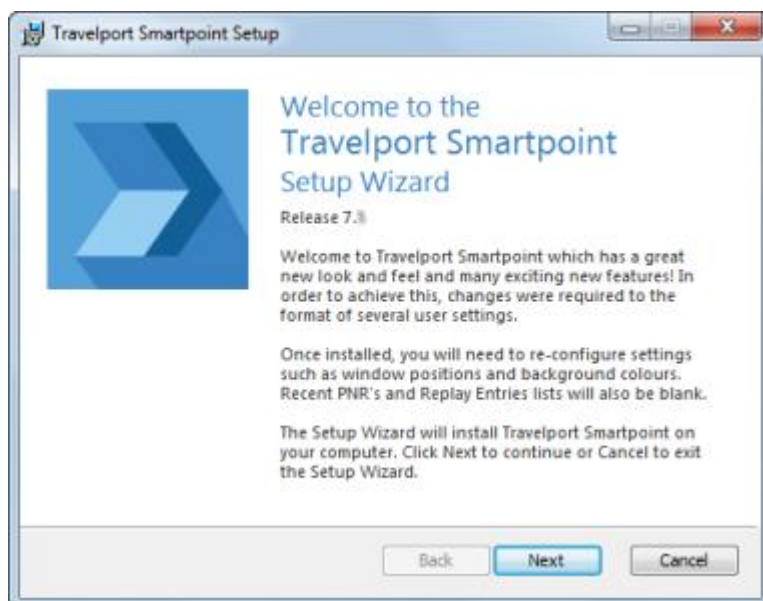 Travelport Smartpoint Setup
Welcome to the
Travelport Smartpoint
Setup Wizard
Release 7.
Welcome to Travelport Smartpoint which has a great
new look and feel and many exciting new features! In
order to achieve this, changes were required to the
format of several user settings.
Once installed, you will need to re-configure settings
such as window positions and background colours.
Recent PNR's and Replay Entries lists will also be blank.
The Setup Wizard will install Travelport Smartpoint on
your computer. Click Next to continue or Cancel to exit
the Setup Wizard.
Back Next Cancel